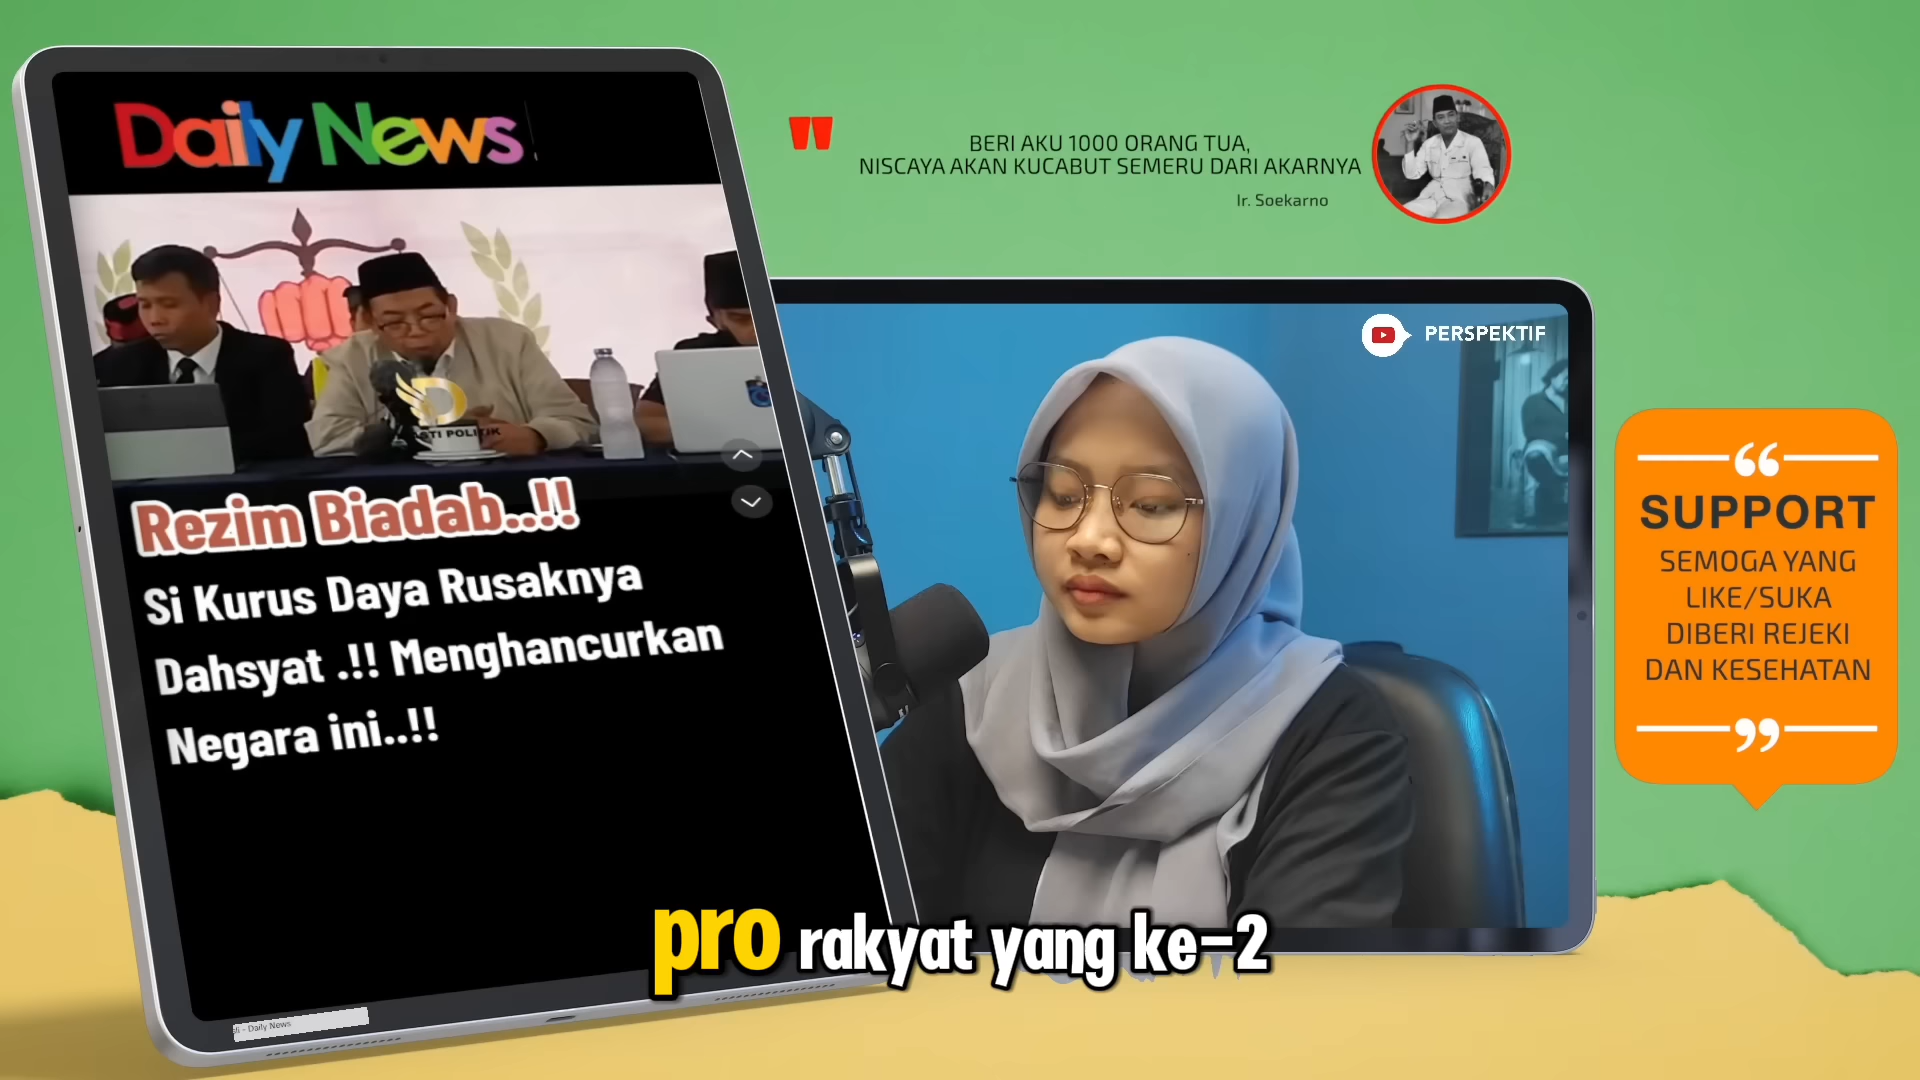 Daily News
BERI AKU 1000 ORANG TUA,
NISCAYA AKAN KUCABUT SEMERU DARI AKARNYA
Ir. Soekarno
PERSPEKTIF
Rezim Biadab..!!
Si Kurus Daya Rusaknya
Dahsyat .!! Menghancurkan
Negara ini..!!
SUPPORT
SEMOGA YANG
LIKE/SUKA
DIBERI REJEKI
DAN KESEHATAN
pro rakyat yang ke-2
- Daily News